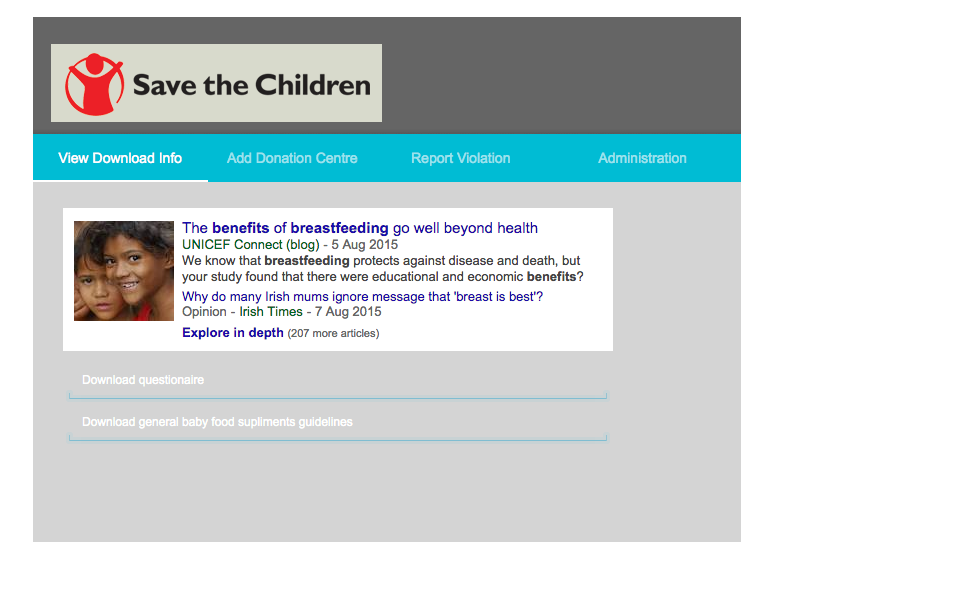 Save the Children
View Download Info Add Donation Centre Report Violation Administration
The benefits of breastfeeding go well beyond health
UNICEF Connect (blog) - 5 Aug 2015
We know that breastfeeding protects against disease and death, but
your study found that there were educational and economic benefits?
Why do many Irish mums ignore message that 'breast is best'?
Opinion - Irish Times - 7 Aug 2015
Explore in depth (207 more articles)
Download questionaire
Download general baby food supliments guidelines